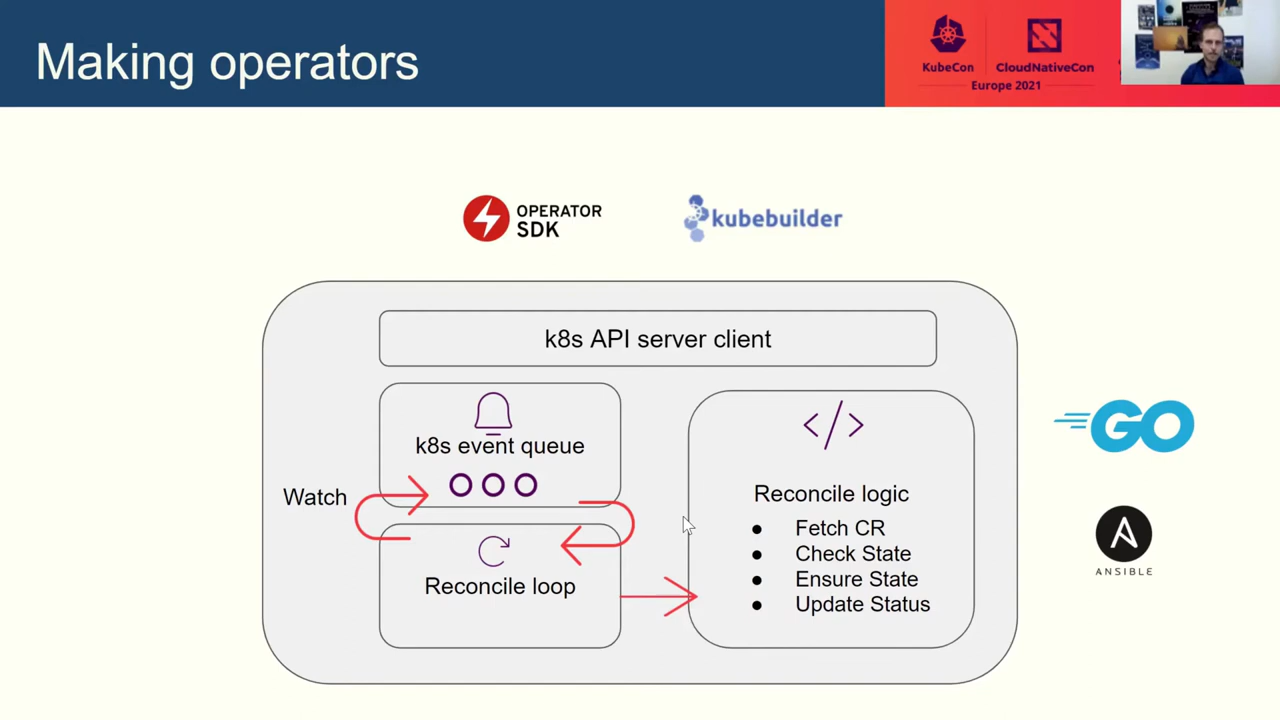 Making operators
KubeCon
CloudNativeCon
Europe 2021
OPERATOR
SDK
kubebuilder
k8s API server client
k8s event queue
Watch
Reconcile loop
</>
Reconcile logic
● Fetch CR
● Check State
● Ensure State
● Update Status
GO
ANSIBLE